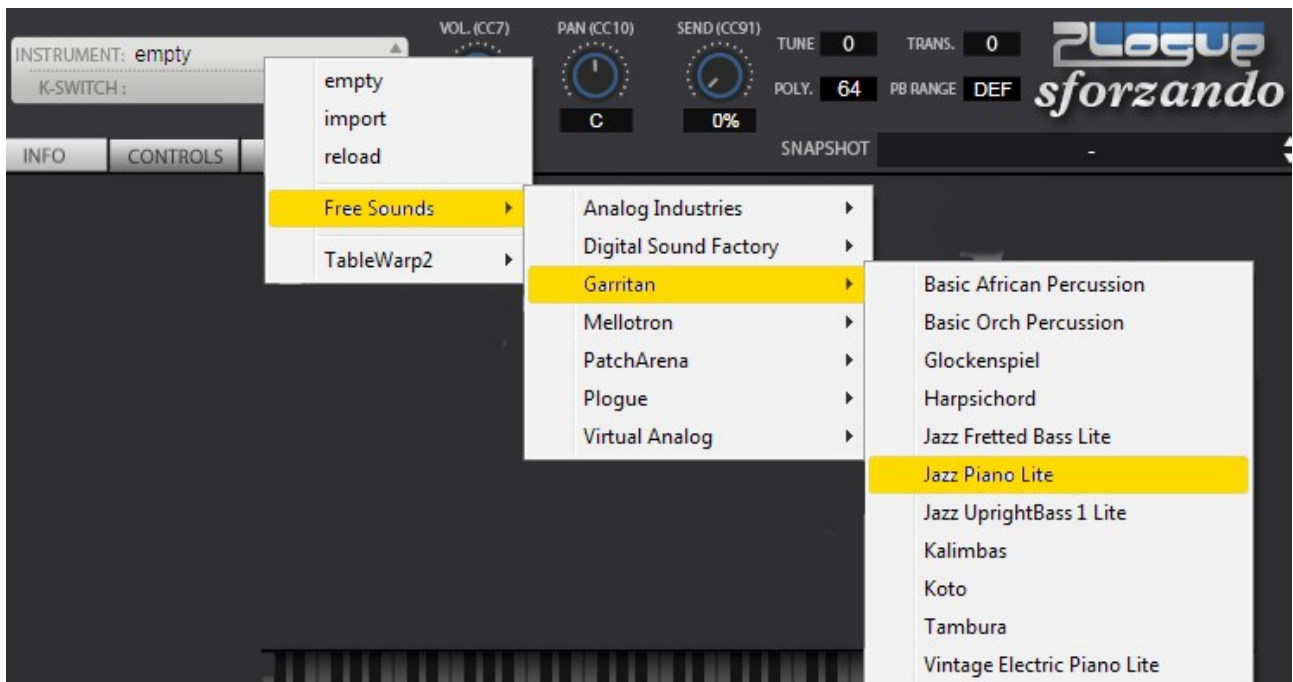 VOL. (CC7)
PAN (CC10)
SEND (CC91)
TUNE 0
TRANS. 0
Plogue
INSTRUMENT: empty
K-SWITCH :
POLY. 64
PB RANGE DEF
sforzando
C
0%
INFO
CONTROLS
SNAPSHOT -
empty
import
reload
Free Sounds
TableWarp2
Analog Industries
Digital Sound Factory
Garritan
Mellotron
PatchArena
Plogue
Virtual Analog
Basic African Percussion
Basic Orch Percussion
Glockenspiel
Harpsichord
Jazz Fretted Bass Lite
Jazz Piano Lite
Jazz UprightBass 1 Lite
Kalimbas
Koto
Tambura
Vintage Electric Piano Lite